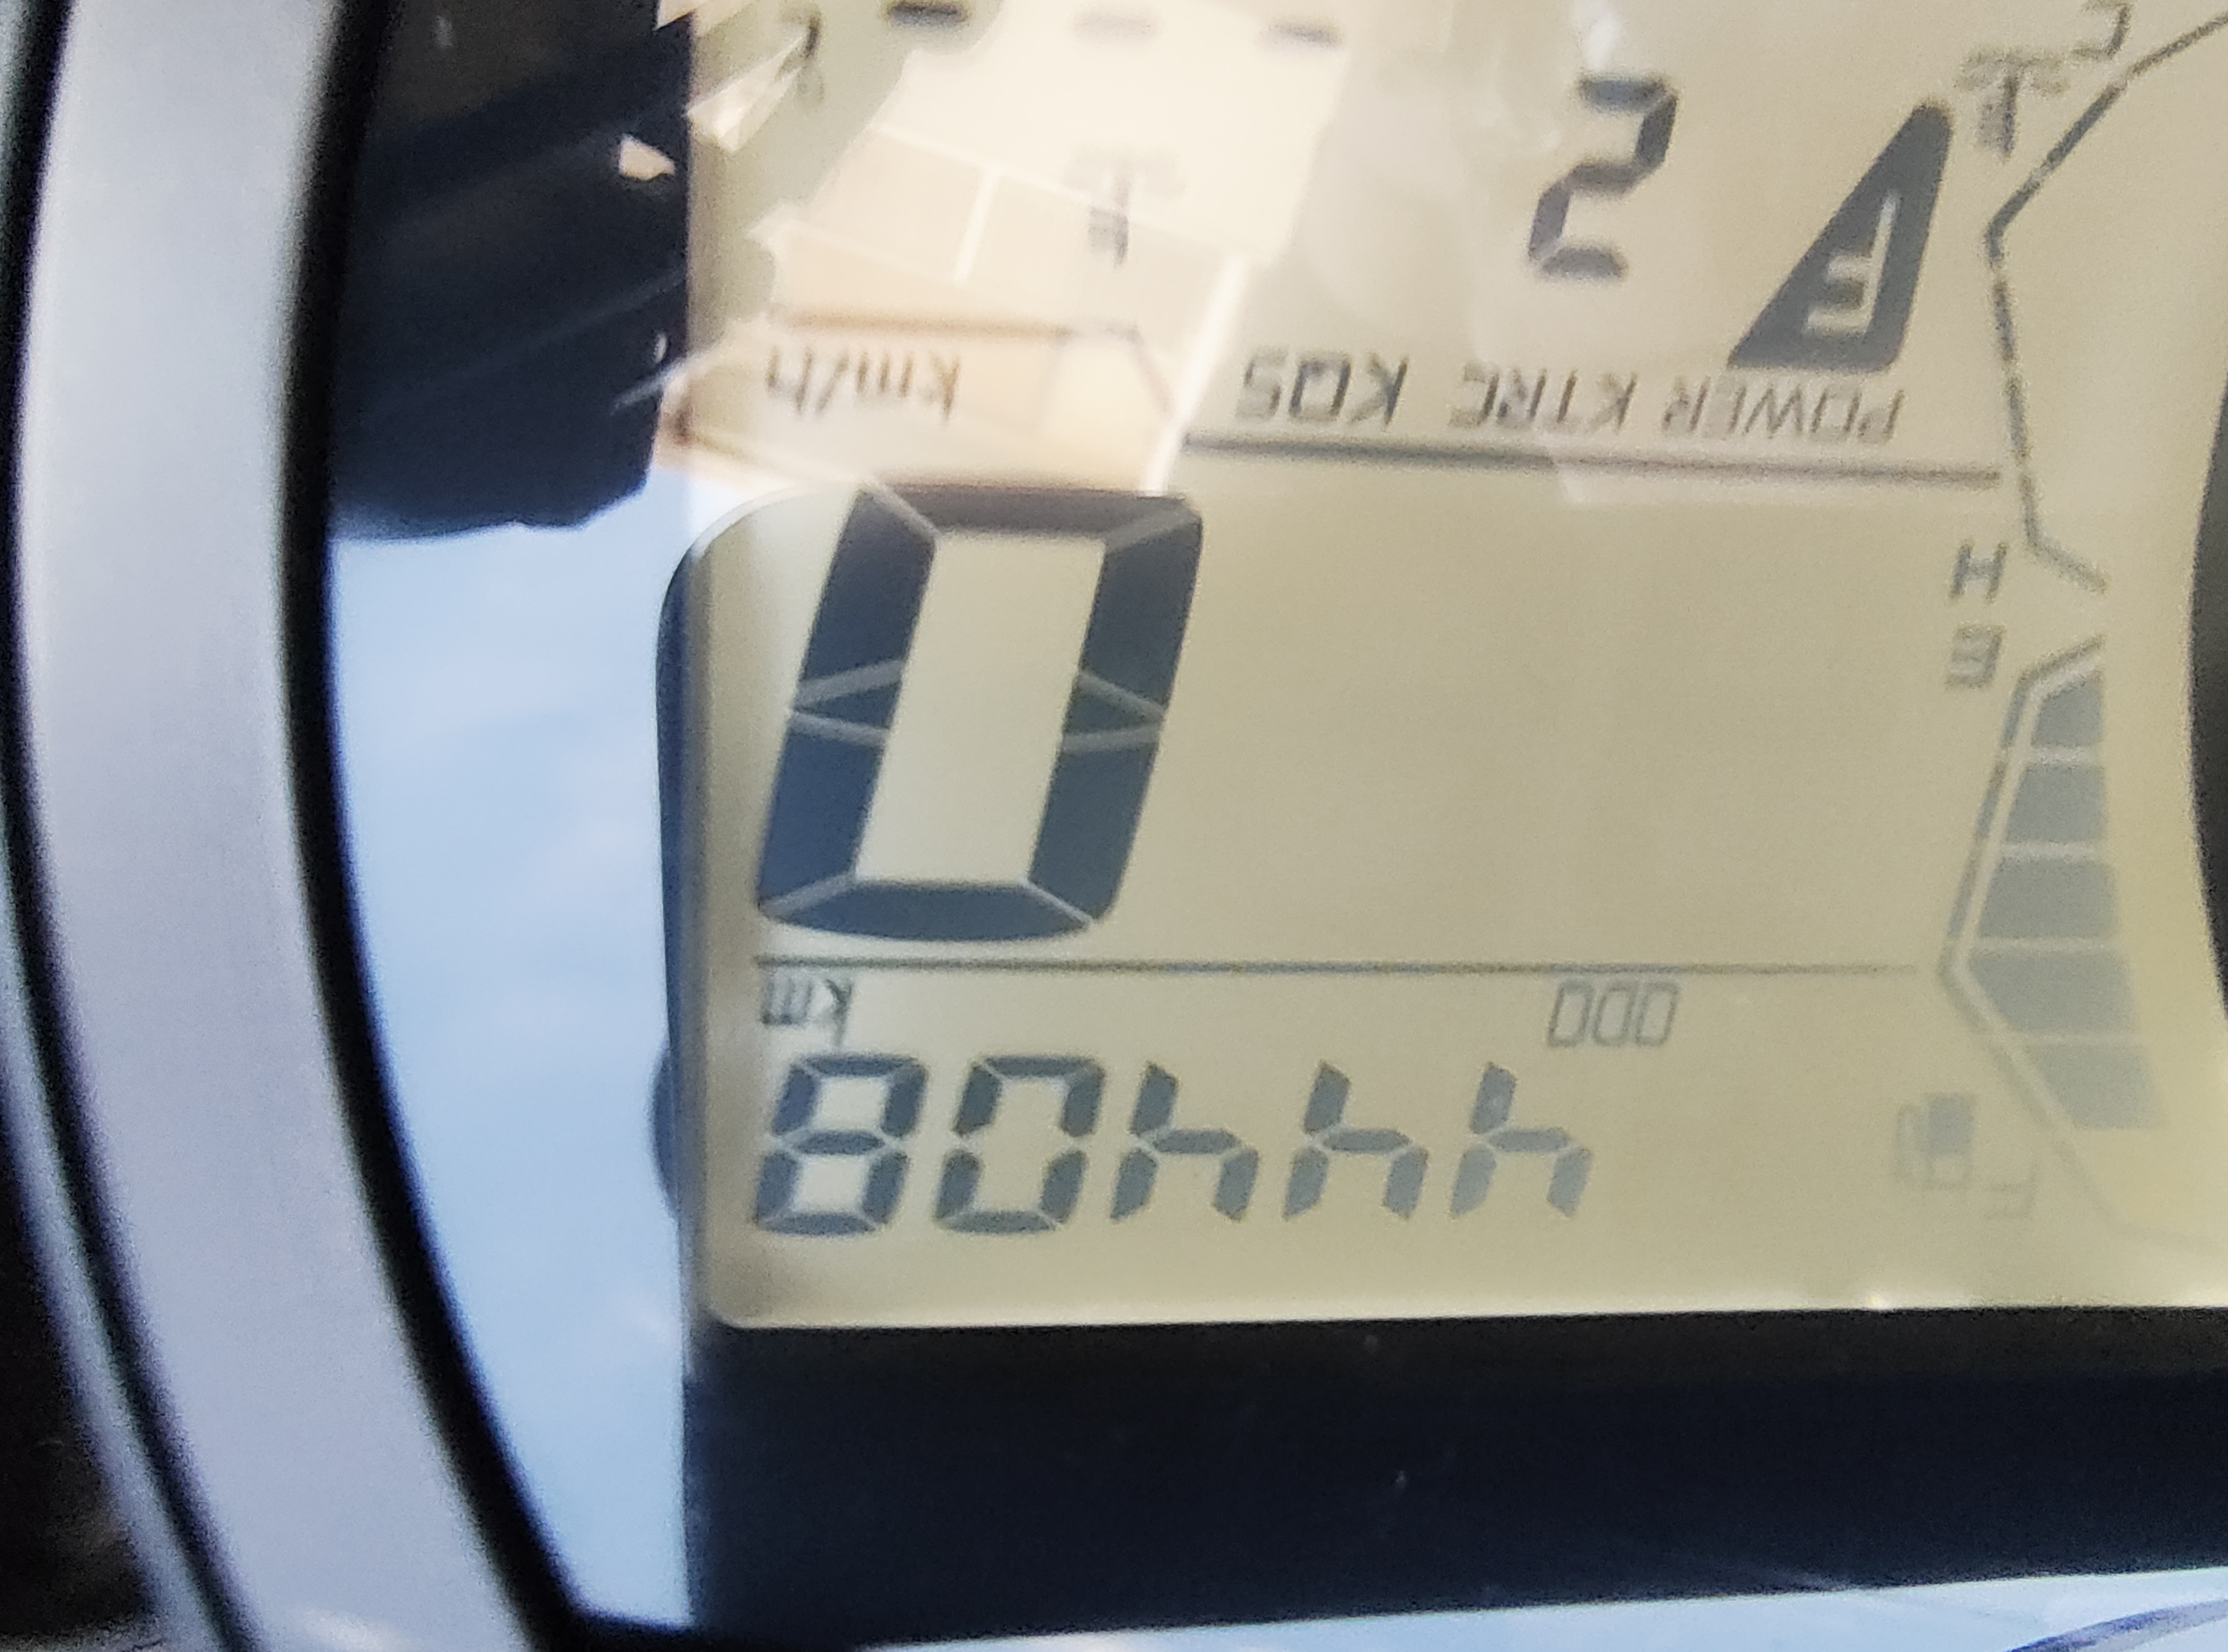 F
44408
ODO km
0
E
H
POWER KTRC KQS km/h
F 2
C - - -